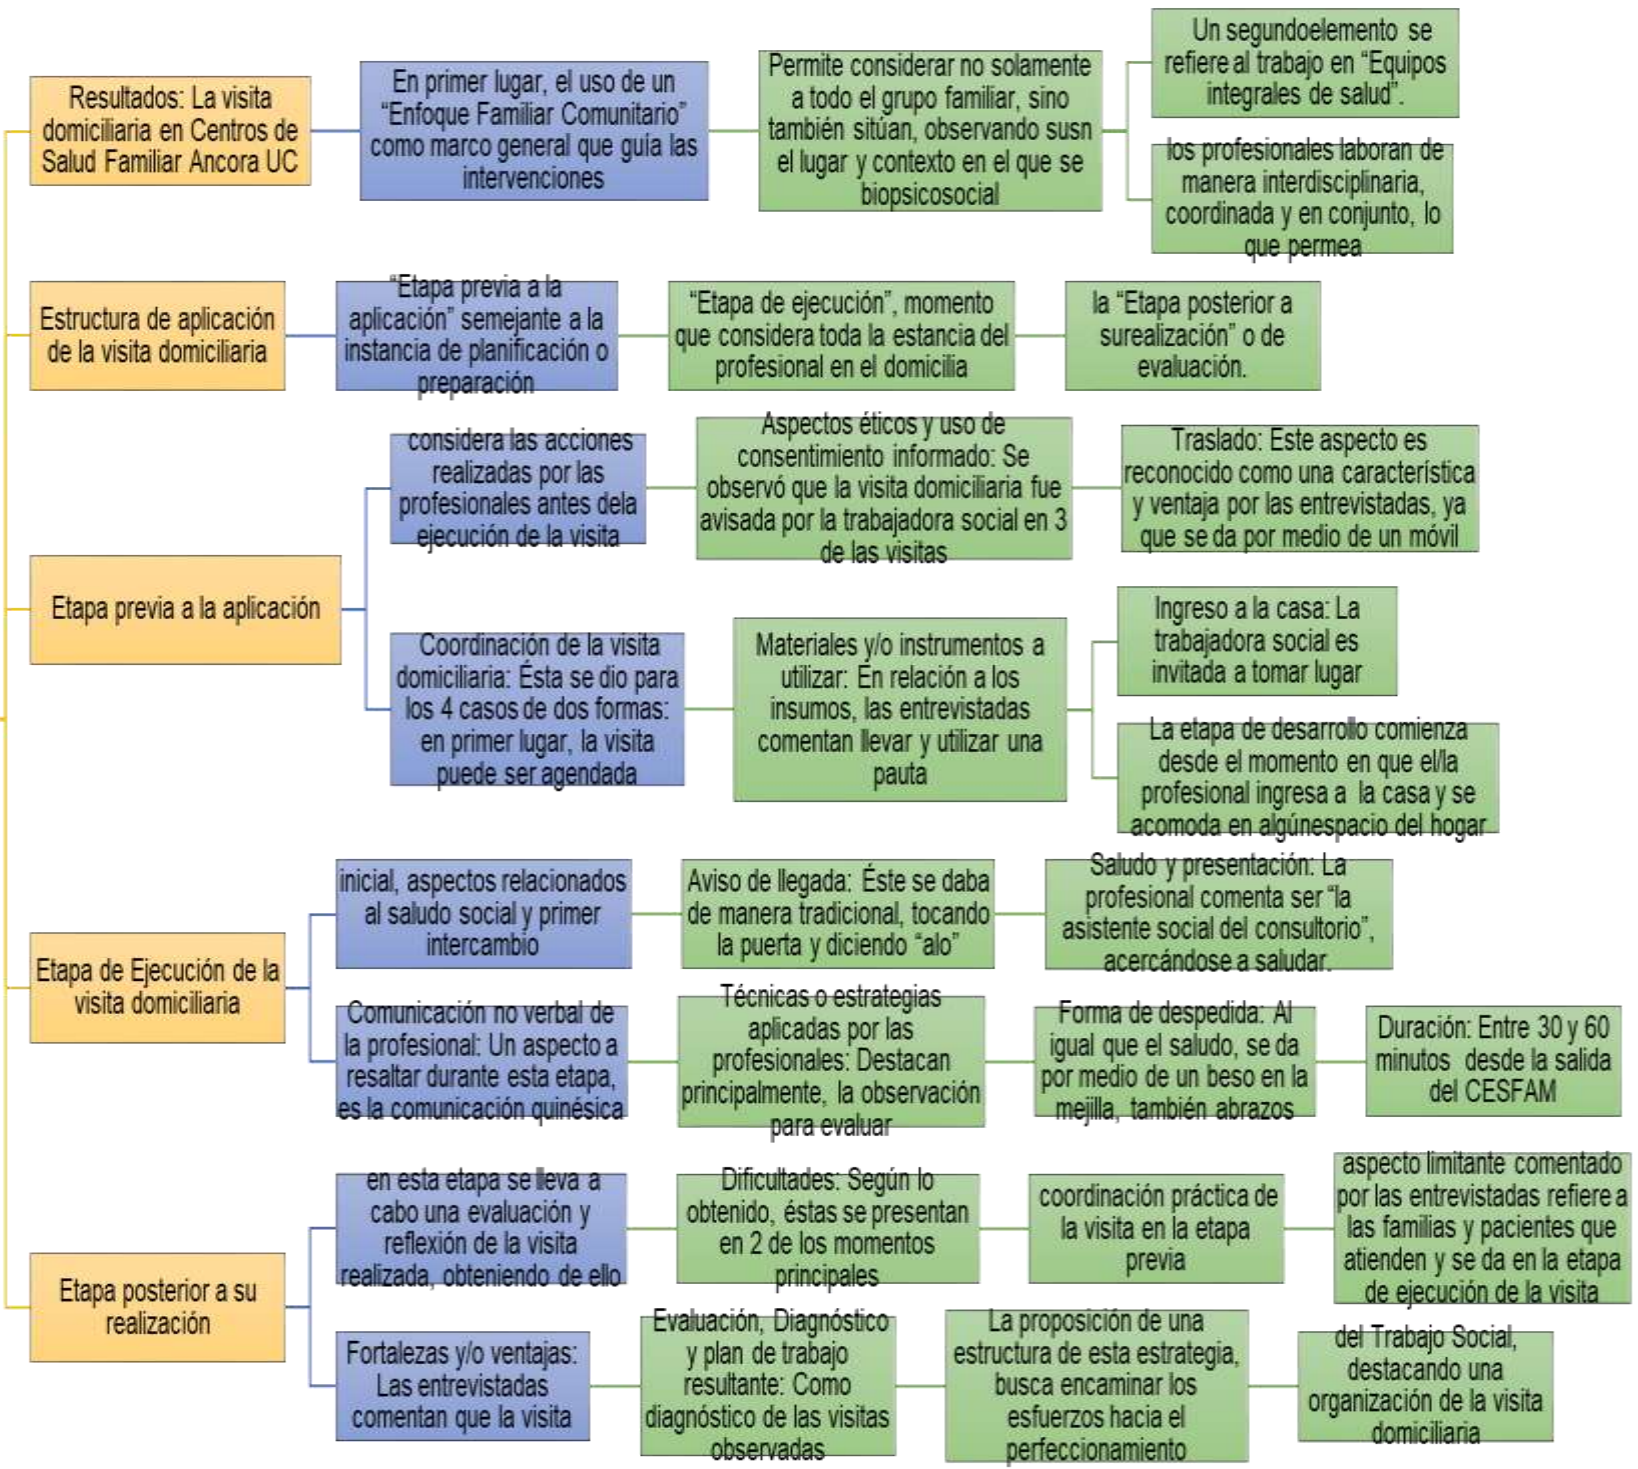 Resultados: La visita
domiciliaria en Centros de
Salud Familiar Ancora UC
En primer lugar, el uso de un
“Enfoque Familiar Comunitario”
como marco general que guía las
intervenciones
Permite considerar no solamente
a todo el grupo familiar, sino
también sitúan, observando susn
el lugar y contexto en el que se
biopsicosocial
Un segundoelemento se
refiere al trabajo en “Equipos
integrales de salud”.
los profesionales laboran de
manera interdisciplinaria,
coordinada y en conjunto, lo
que permea
Estructura de aplicación
de la visita domiciliaria
“Etapa previa a la
aplicación” semejante a la
instancia de planificación o
preparación
“Etapa de ejecución”, momento
que considera toda la estancia del
profesional en el domicilia
la “Etapa posterior a
surealización” o de
evaluación.
Etapa previa a la aplicación
considera las acciones
realizadas por las
profesionales antes dela
ejecución de la visita
Aspectos éticos y uso de
consentimiento informado: Se
observó que la visita domiciliaria fue
avisada por la trabajadora social en 3
de las visitas
Traslado: Este aspecto es
reconocido como una característica
y ventaja por las entrevistadas, ya
que se da por medio de un móvil
Coordinación de la visita
domiciliaria: Ésta se dio para
los 4 casos de dos formas:
en primer lugar, la visita
puede ser agendada
Materiales y/o instrumentos a
utilizar: En relación a los
insumos, las entrevistadas
comentan llevar y utilizar una
pauta
Ingreso a la casa: La
trabajadora social es
invitada a tomar lugar
La etapa de desarrollo comienza
desde el momento en que el/la
profesional ingresa a la casa y se
acomoda en algúnespacio del hogar
Etapa de Ejecución de la
visita domiciliaria
inicial, aspectos relacionados
al saludo social y primer
intercambio
Aviso de llegada: Éste se daba
de manera tradicional, tocando
la puerta y diciendo “alo”
Saludo y presentación: La
profesional comenta ser “la
asistente social del consultorio”,
acercándose a saludar.
Comunicación no verbal de
la profesional: Un aspecto a
resaltar durante esta etapa,
es la comunicación quinésica
Técnicas o estrategias
aplicadas por las
profesionales: Destacan
principalmente, la observación
para evaluar
Forma de despedida: Al
igual que el saludo, se da
por medio de un beso en la
mejilla, también abrazos
Duración: Entre 30 y 60
minutos desde la salida
del CESFAM
Etapa posterior a su
realización
en esta etapa se lleva a
cabo una evaluación y
reflexión de la visita
realizada, obteniendo de ello
Dificultades: Según lo
obtenido, éstas se presentan
en 2 de los momentos
principales
coordinación práctica de
la visita en la etapa
previa
aspecto limitante comentado
por las entrevistadas refiere a
las familias y pacientes que
atienden y se da en la etapa
de ejecución de la visita
Fortalezas y/o ventajas:
Las entrevistadas
comentan que la visita
Evaluación, Diagnóstico
y plan de trabajo
resultante: Como
diagnóstico de las visitas
observadas
La proposición de una
estructura de esta estrategia,
busca encaminar los
esfuerzos hacia el
perfeccionamiento
del Trabajo Social,
destacando una
organización de la visita
domiciliaria